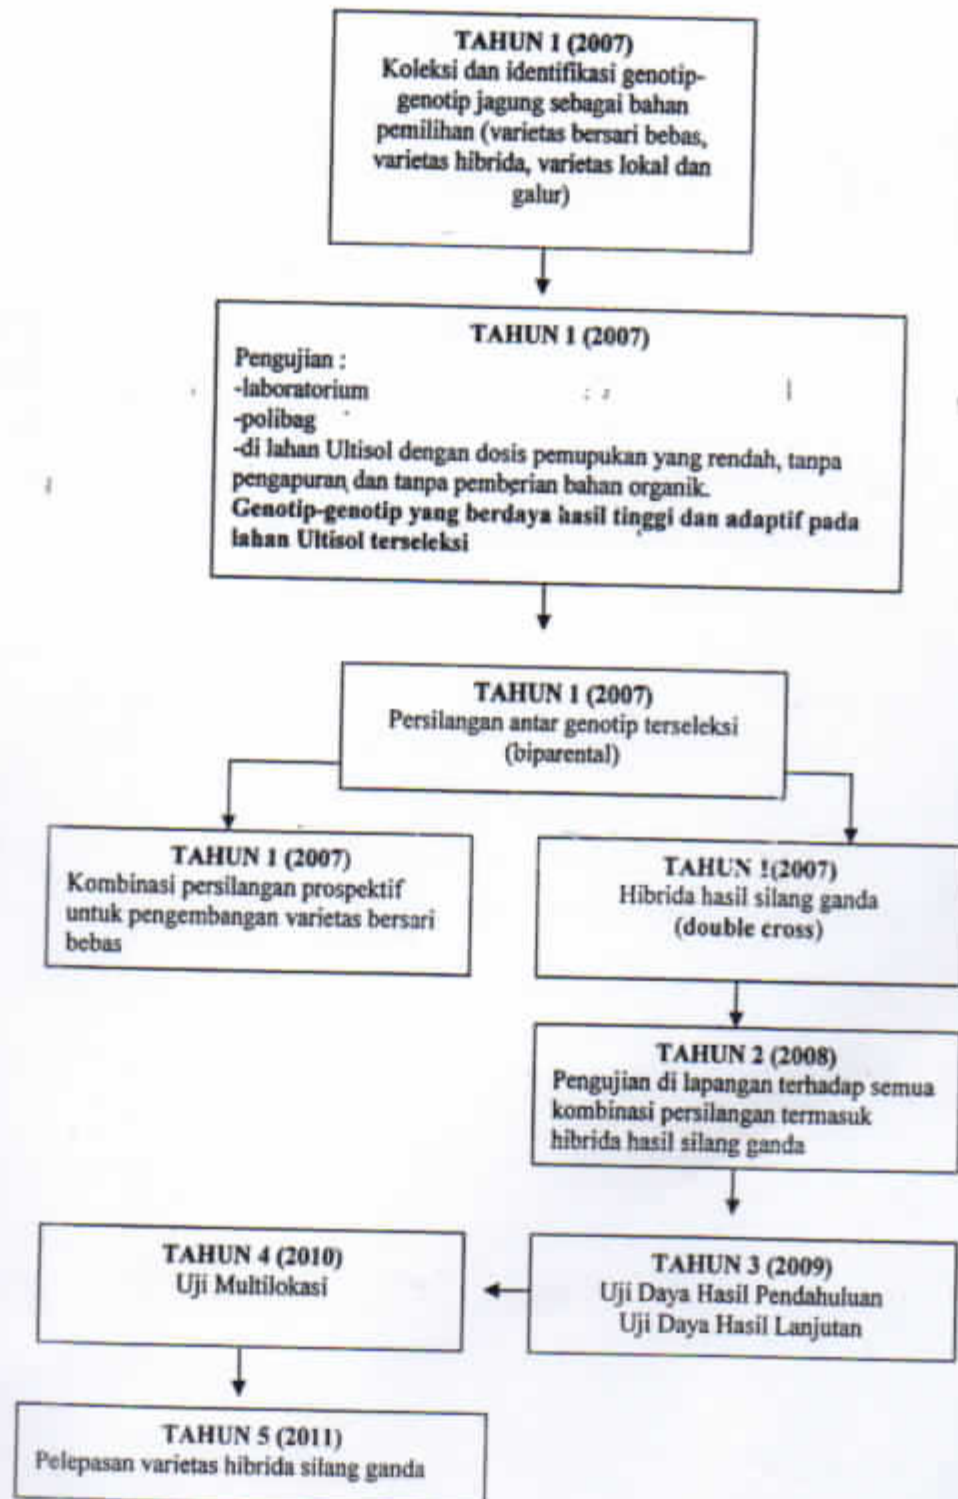 TAHUN 1 (2007)
Koleksi dan identifikasi genotip-
genotip jagung sebagai bahan
pemilihan (varietas bersari bebas,
varietas hibrida, varietas lokal dan
galur)
TAHUN 1 (2007)
Pengujian :
-laboratorium
-polibag
-di lahan Ultisol dengan dosis pemupukan yang rendah, tanpa
pengapuran dan tanpa pemberian bahan organik.
Genotip-genotip yang berdaya hasil tinggi dan adaptif pada
lahan Ultisol terseleksi
TAHUN 1 (2007)
Persilangan antar genotip terseleksi
(biparental)
TAHUN 1 (2007)
Kombinasi persilangan prospektif
untuk pengembangan varietas bersari
bebas
TAHUN !(2007)
Hibrida hasil silang ganda
(double cross)
TAHUN 2 (2008)
Pengujian di lapangan terhadap semua
kombinasi persilangan termasuk
hibrida hasil silang ganda
TAHUN 3 (2009)
Uji Daya Hasil Pendahuluan
Uji Daya Hasil Lanjutan
TAHUN 4 (2010)
Uji Multilokasi
TAHUN 5 (2011)
Pelepasan varietas hibrida silang ganda